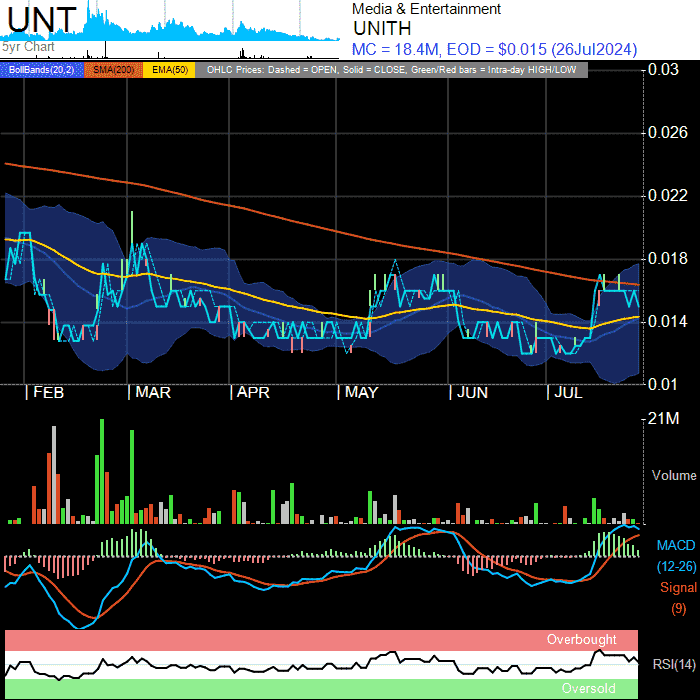 UNT
5yr Chart
Media & Entertainment
UNITH
MC = 18.4M, EOD = $0.015 (26Jul2024)
BollBands(20,2) SMA(200) EMA(50) OHLC Prices: Dashed = OPEN, Solid = CLOSE, Green/Red bars = Intra-day HIGH/LOW
0.03
0.026
0.022
0.018
0.014
0.01
| FEB | MAR | APR | MAY | JUN | JUL
21M
Volume
MACD
(12-26)
Signal
(9)
Overbought
RSI(14)
Oversold